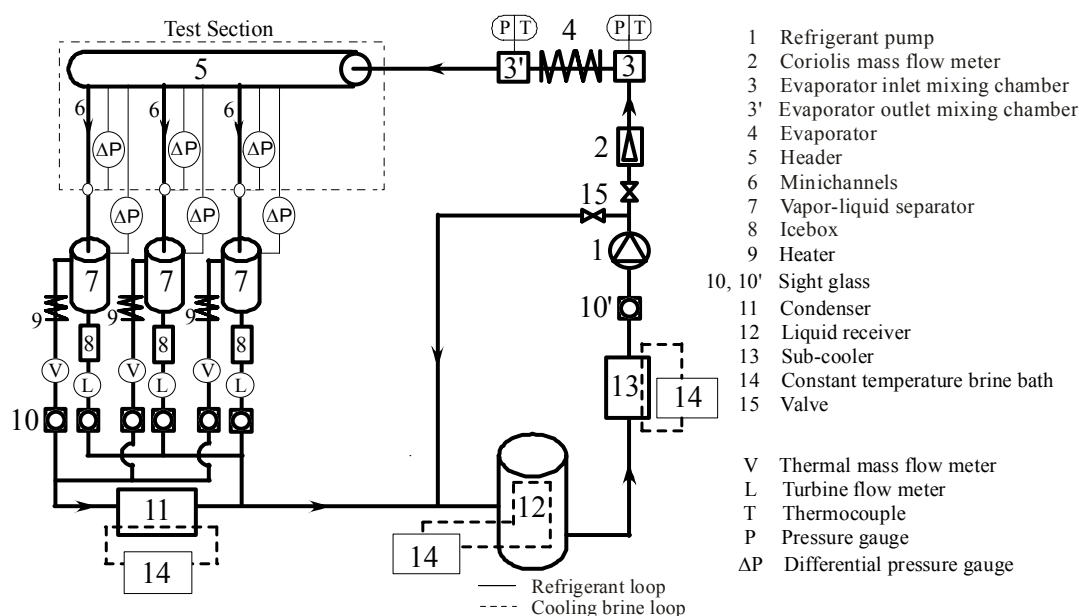 Test Section
P T
P T
4
5
3'
3
6
6
6
2
ΔP
ΔP
ΔP
15
ΔP
ΔP
ΔP
1
7
7
7
9
9
9
10'
8
8
8
V
V
V
L
L
L
10
13
14
11
12
14
14
Refrigerant loop
Cooling brine loop
1 Refrigerant pump
2 Coriolis mass flow meter
3 Evaporator inlet mixing chamber
3' Evaporator outlet mixing chamber
4 Evaporator
5 Header
6 Minichannels
7 Vapor-liquid separator
8 Icebox
9 Heater
10, 10' Sight glass
11 Condenser
12 Liquid receiver
13 Sub-cooler
14 Constant temperature brine bath
15 Valve
V Thermal mass flow meter
L Turbine flow meter
T Thermocouple
P Pressure gauge
ΔP Differential pressure gauge